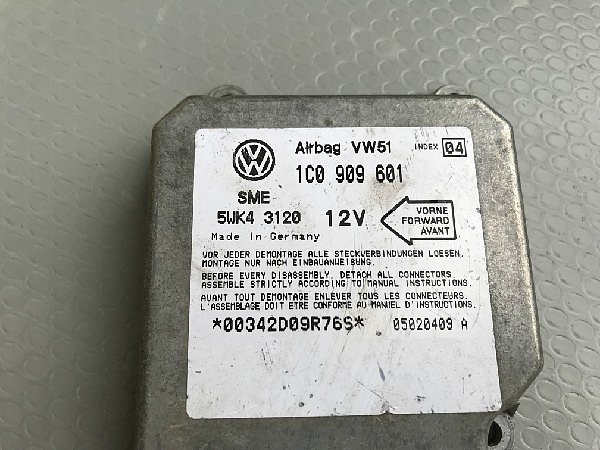 Airbag VW51 INDEX 04
1C0 909 601
SME
5WK4 3120 12V
VORNE
FORWARD
AVANT
Made in Germany
VOR JEDER DEMONTAGE ALLE STECKVERBINDUNGEN LOESEN,
MONTAGE NUR NACH EINBAUANWEISUNG.
BEFORE EVERY DISASSEMBLY, DETACH ALL CONNECTORS
ASSEMBLE STRICTLY ACCORDING TO MANUAL INSTRUCTIONS.
AVANT TOUT DEMONTAGE ENLEVER TOUS LES CONNECTEURS.
L'ASSEMBLAGE DOIT ETRE CONFORME AU MANUEL D'INSTRUCTIONS
*00342D09R76S* 05020409 A